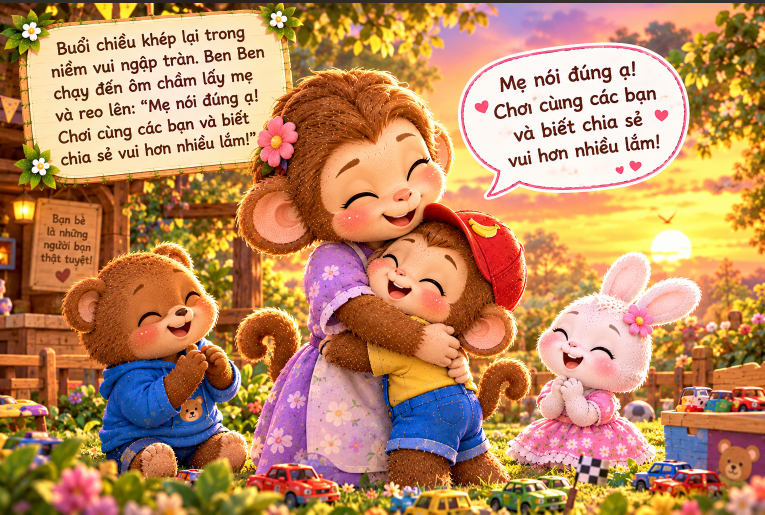 Buổi chiều khép lại trong
niềm vui ngập tràn. Ben Ben
chạy đến ôm chầm lấy mẹ
và reo lên: “Mẹ nói đúng ạ!
Chơi cùng các bạn và biết
chia sẻ vui hơn nhiều lắm!”
Mẹ nói đúng ạ!
Chơi cùng các bạn
và biết chia sẻ
vui hơn nhiều lắm!
Bạn bè
là những
người bạn
thật tuyệt!